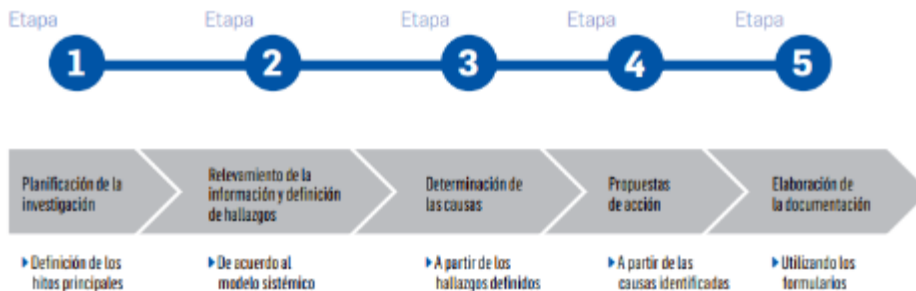 Etapa Etapa Etapa Etapa Etapa
1 2 3 4 5
Planificación de la
investigación
Relevamiento de la
información y definición
de hallazgos
Determinación de
las causas
Propuestas
de acción
Elaboración de
la documentación
▸ Definición de los
hitos principales
▸ De acuerdo al
modelo sistémico
▸ A partir de los
hallazgos definidos
▸ A partir de las
causas identificadas
▸ Utilizando los
formularios